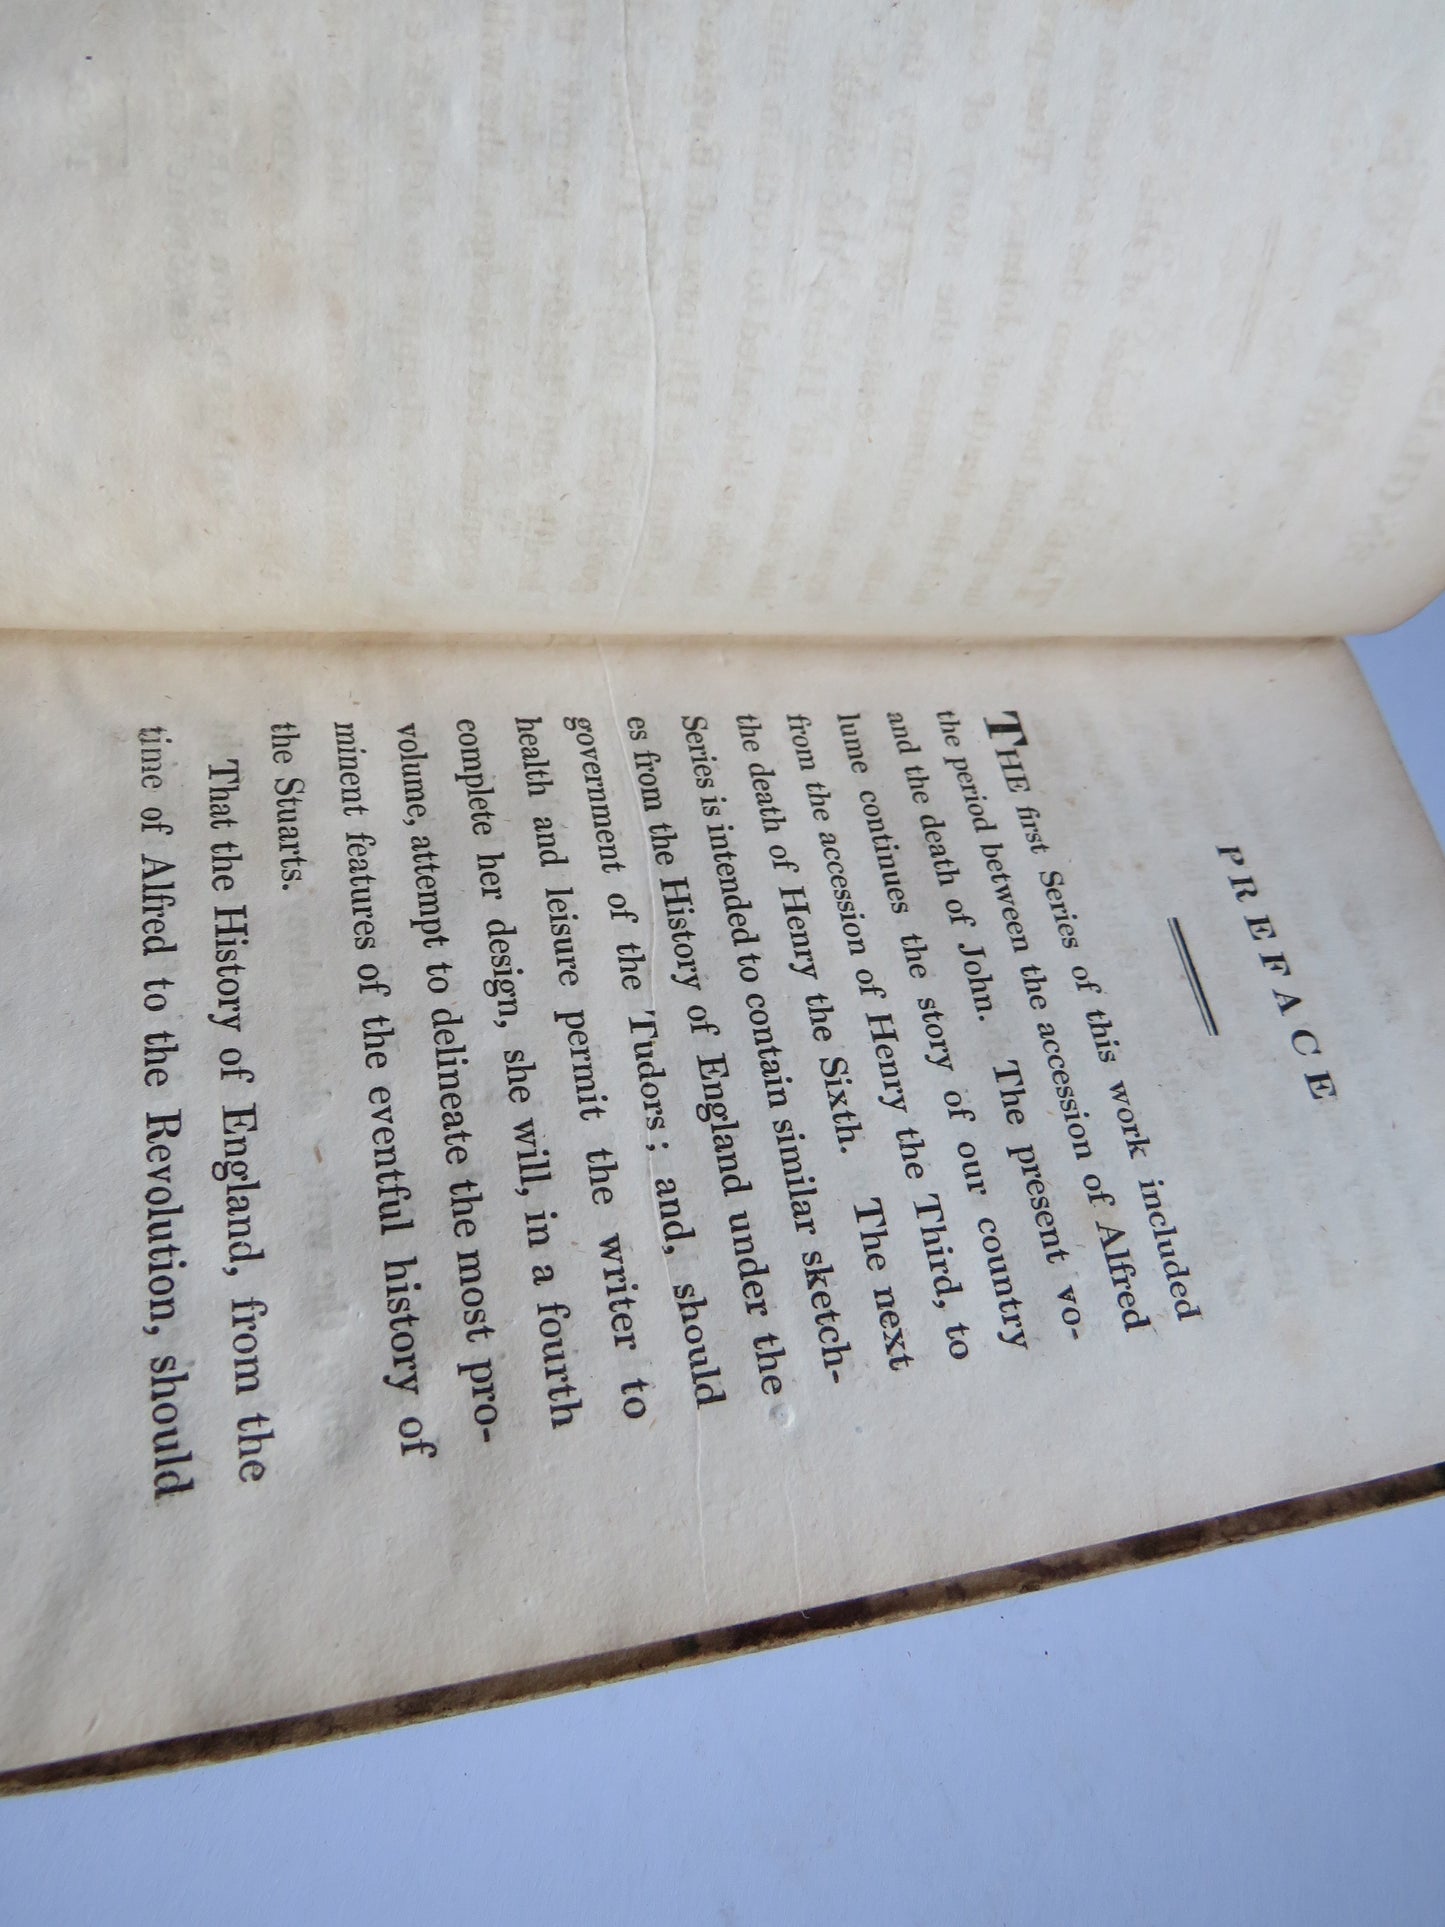 PREFACE
THE first Series of this work included
the period between the accession of Alfred
and the death of John. The present vo-
lume continues the story of our country
from the accession of Henry the Third, to
the death of Henry the Sixth. The next
Series is intended to contain similar sketch-
es from the History of England under the
government of the Tudors; and, should
health and leisure permit the writer to
complete her design, she will, in a fourth
volume, attempt to delineate the most pro-
minent features of the eventful history of
the Stuarts.
That the History of England, from the
time of Alfred to the Revolution, should